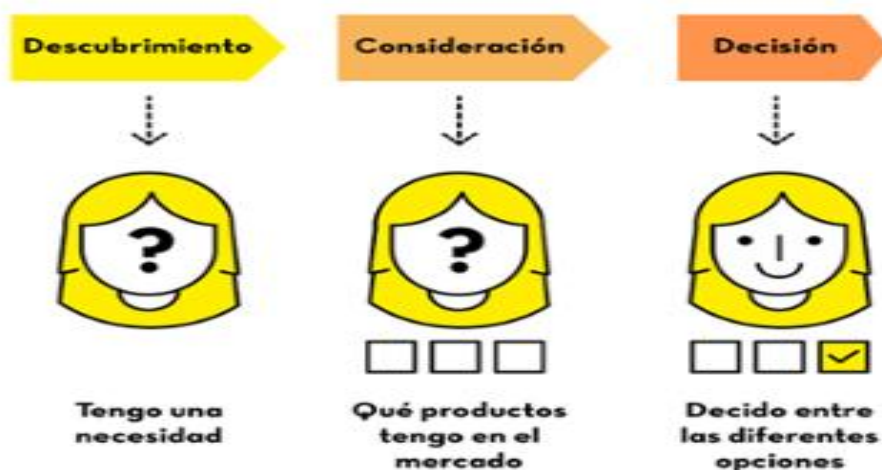 Descubrimiento
Consideración
Decisión
?
?
Tengo una
necesidad
Qué productos
tengo en el
mercado
Decido entre
las diferentes
opciones